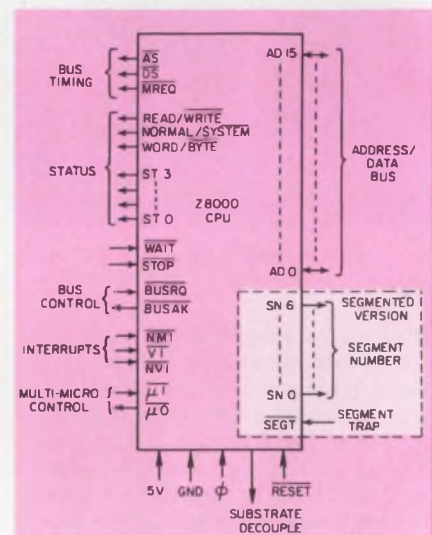 BUS
TIMING
AS
DS
MREQ
STATUS
READ/WRITE
NORMAL/SYSTEM
WORD/BYTE
ST 3
ST 0
Z8000
CPU
WAIT
STOP
BUS
CONTROL
BUSRQ
BUSAK
INTERRUPTS
NMI
VI
NVI
MULTI-MICRO
CONTROL
μI
μO
AD 15
ADDRESS/
DATA
BUS
AD 0
SN 6
SEGMENTED
VERSION
SEGMENT
NUMBER
SN 0
SEGT
SEGMENT
TRAP
5V
GND
ϕ
SUBSTRATE
DECOUPLE
RESET